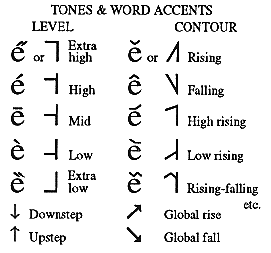 TONES & WORD ACCENTS
LEVEL CONTOUR
e̋ or ˥ Extra high ě or ˩˥ Rising
é ˦ High ê ˥˩ Falling
ē ˧ Mid e᷄ ˦˥ High rising
è ˨ Low e᷅ ˩˨ Low rising
ȅ ˩ Extra low e᷈ ˧˦˧ Rising-falling
etc.
↓ Downstep ↗ Global rise
↑ Upstep ↘ Global fall